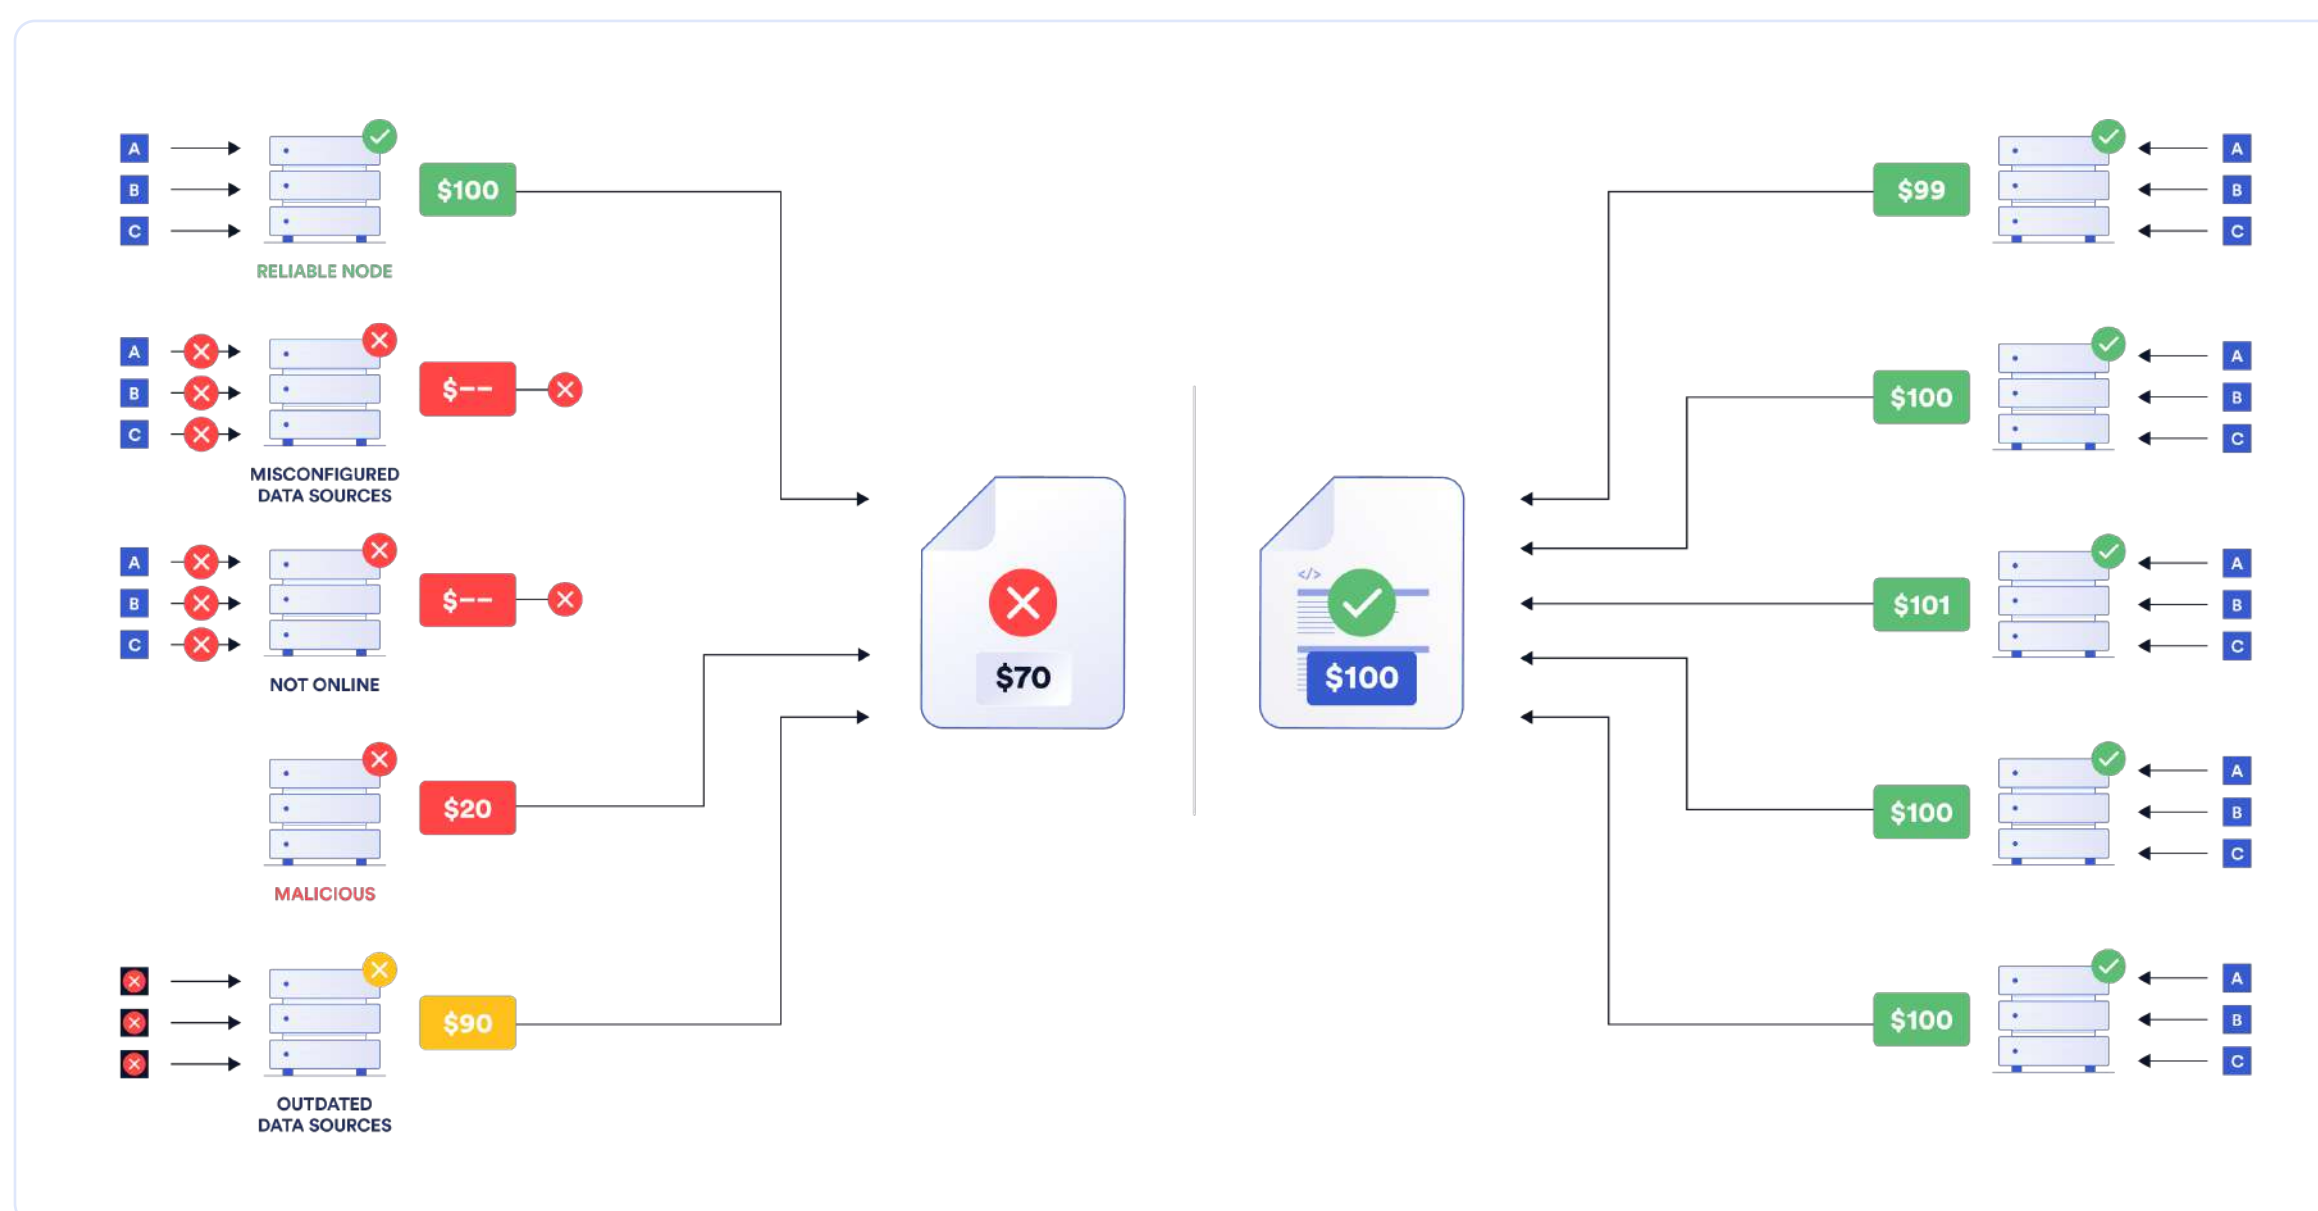 A
B
C
$100
RELIABLE NODE
A
B
C
$--
MISCONFIGURED
DATA SOURCES
A
B
C
$--
NOT ONLINE
$20
MALICIOUS
$90
OUTDATED
DATA SOURCES
$70
</>
$100
$99
A
B
C
$100
A
B
C
$101
A
B
C
$100
A
B
C
$100
A
B
C